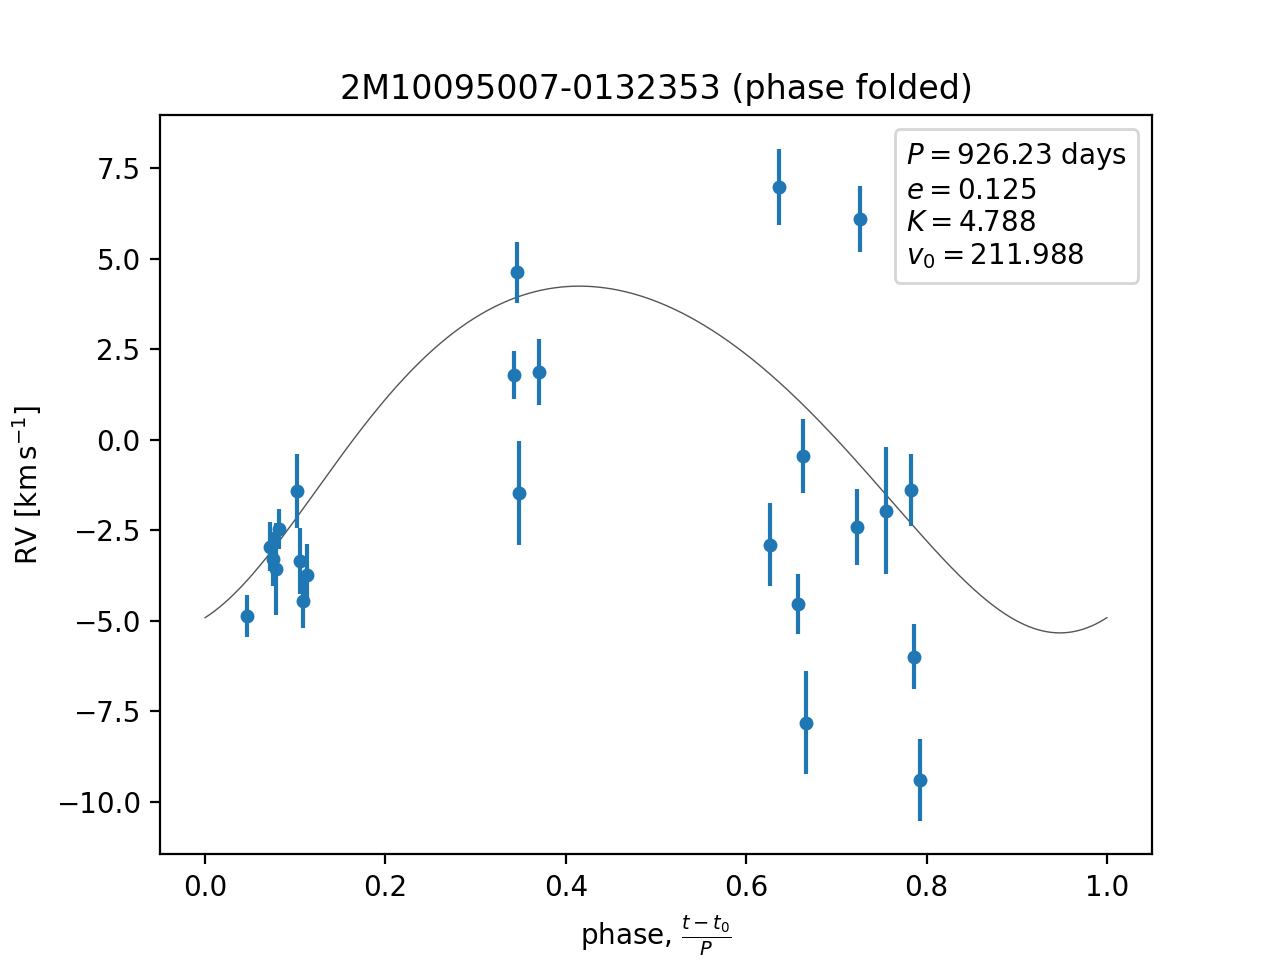 2M10095007-0132353 (phase folded)
P = 926.23 days
e = 0.125
K = 4.788
v₀ = 211.988
RV [km s⁻¹]
7.5
5.0
2.5
0.0
−2.5
−5.0
−7.5
−10.0
0.0 0.2 0.4 0.6 0.8 1.0
phase, (t − t₀)/P